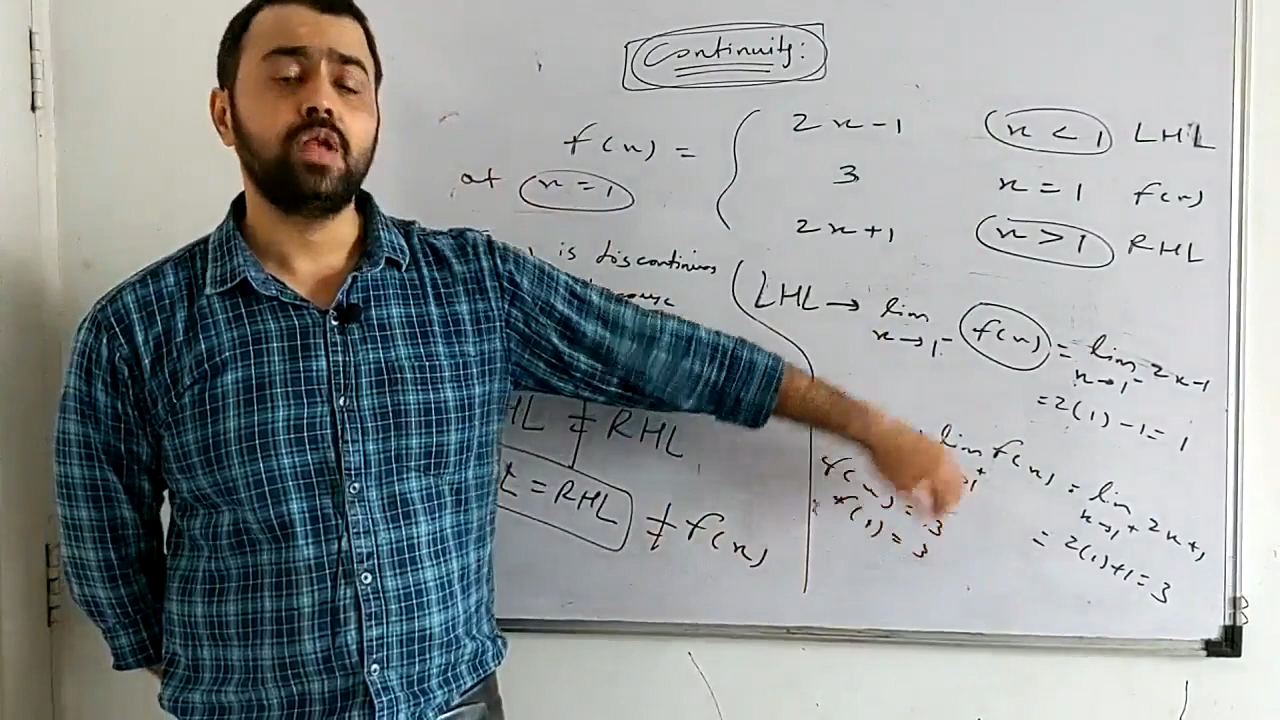 Continuity:
f(x) =
at x = 1
2x-1 x < 1 LHL
3 x = 1 f(x)
2x+1 x > 1 RHL
is discontinuous
LHL → lim x→1⁻ f(x) = lim x→1⁻ 2x-1
= 2(1)-1 = 1
HL ≠ RHL
= RHL ≠ f(x)
lim f(x) = lim x→1⁺ 2x+1
= 2(1)+1 = 3
f(x) = 3
f(1) = 3